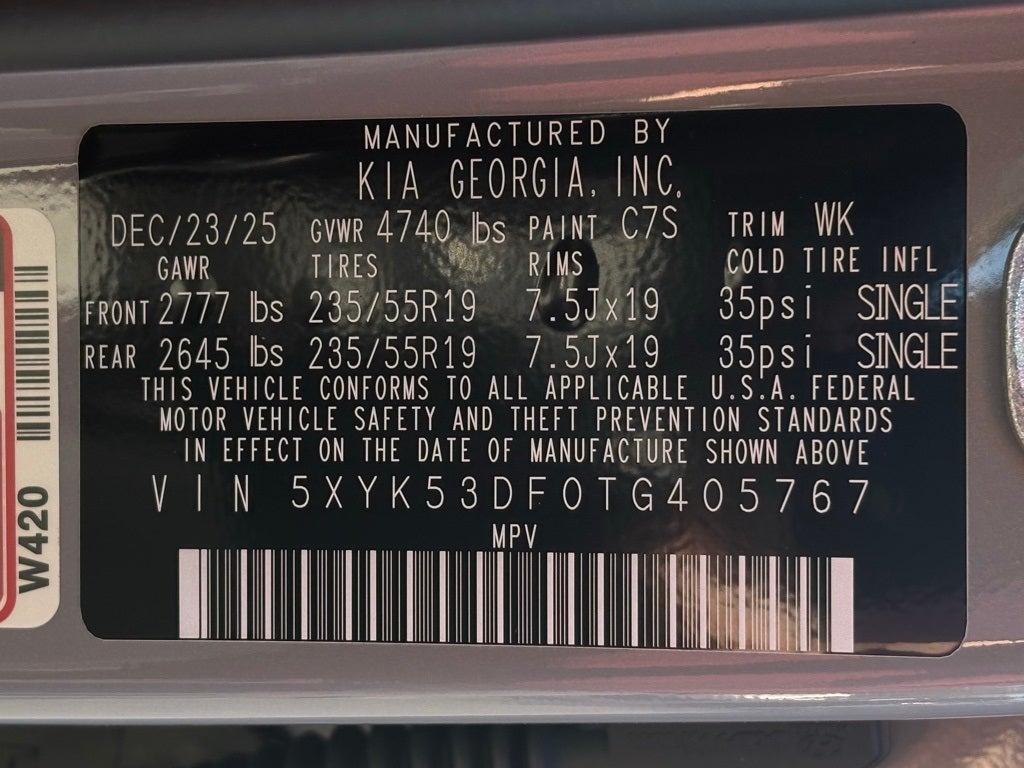 MANUFACTURED BY
KIA GEORGIA, INC.
DEC/23/25 GVWR 4740 lbs PAINT C7S TRIM WK
GAWR TIRES RIMS COLD TIRE INFL
FRONT 2777 lbs 235/55R19 7.5Jx19 35psi SINGLE
REAR 2645 lbs 235/55R19 7.5Jx19 35psi SINGLE
THIS VEHICLE CONFORMS TO ALL APPLICABLE U.S.A. FEDERAL
MOTOR VEHICLE SAFETY AND THEFT PREVENTION STANDARDS
IN EFFECT ON THE DATE OF MANUFACTURE SHOWN ABOVE
VIN 5XYK53DF0TG405767
MPV
W420